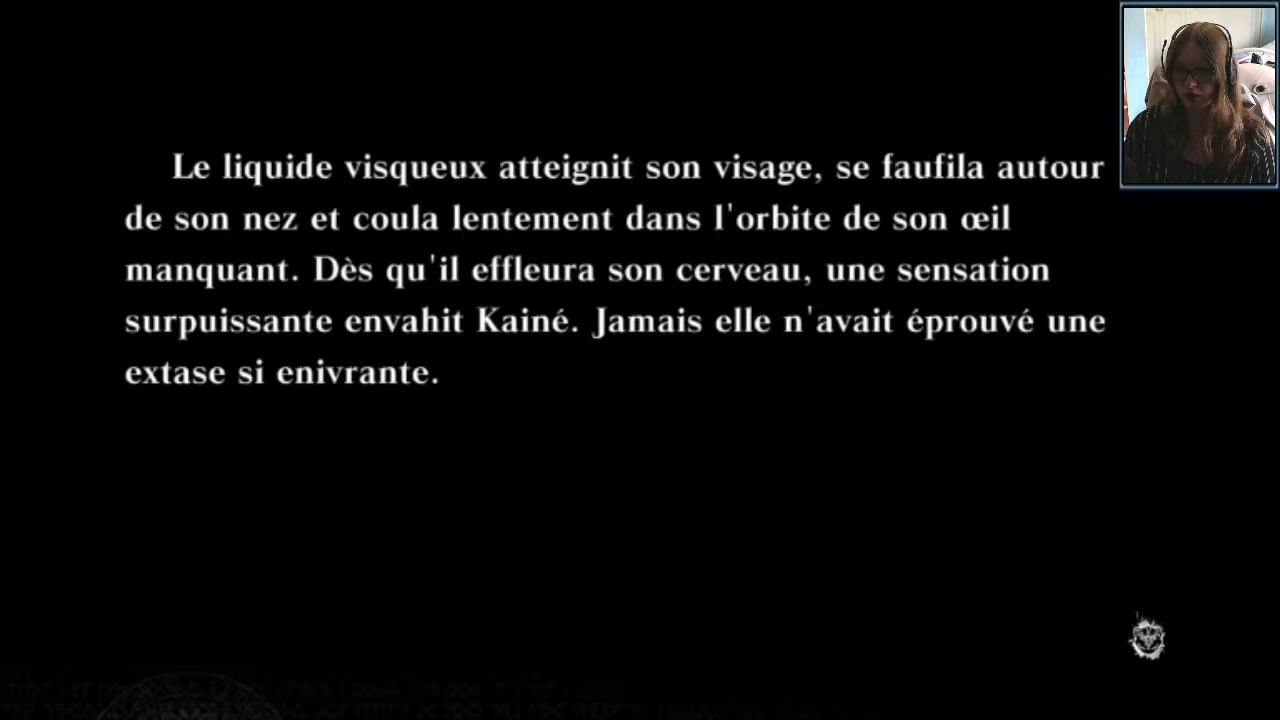 Le liquide visqueux atteignit son visage, se faufila autour
de son nez et coula lentement dans l'orbite de son œil
manquant. Dès qu'il effleura son cerveau, une sensation
surpuissante envahit Kainé. Jamais elle n'avait éprouvé une
extase si enivrante.